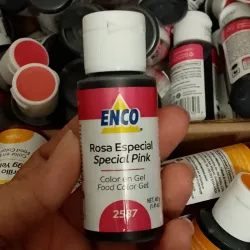 ENCO
Rosa Especial
Special Pink
Color en Gel
Food Color Gel
2587